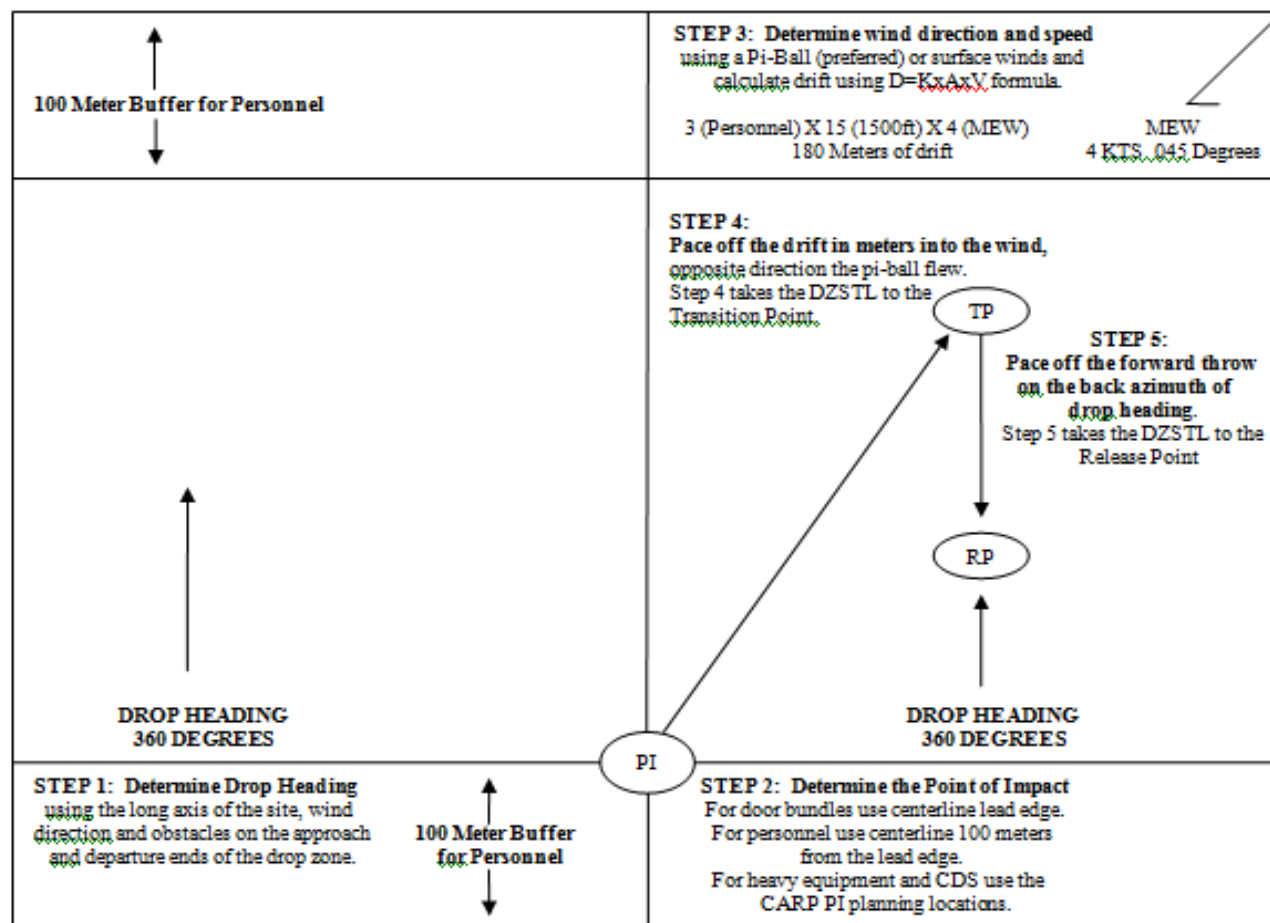 100 Meter Buffer for Personnel
STEP 3: Determine wind direction and speed
using a Pi-Ball (preferred) or surface winds and
calculate drift using D=KxAxV formula.
3 (Personnel) X 15 (1500ft) X 4 (MEW)
180 Meters of drift
MEW
4 KTS, 045 Degrees
STEP 4:
Pace off the drift in meters into the wind,
opposite direction the pi-ball flew.
Step 4 takes the DZSTL to the
Transition Point.
TP
STEP 5:
Pace off the forward throw
on the back azimuth of
drop heading.
Step 5 takes the DZSTL to the
Release Point
RP
DROP HEADING
360 DEGREES
DROP HEADING
360 DEGREES
PI
STEP 1: Determine Drop Heading
using the long axis of the site, wind
direction and obstacles on the approach
and departure ends of the drop zone.
100 Meter Buffer
for Personnel
STEP 2: Determine the Point of Impact
For door bundles use centerline lead edge.
For personnel use centerline 100 meters
from the lead edge.
For heavy equipment and CDS use the
CARP PI planning locations.